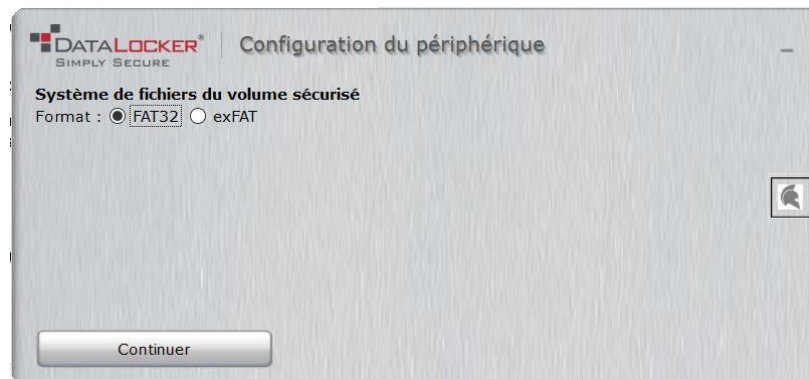 DATALOCKER®
SIMPLY SECURE
Configuration du périphérique
Système de fichiers du volume sécurisé
Format : FAT32 exFAT
Continuer